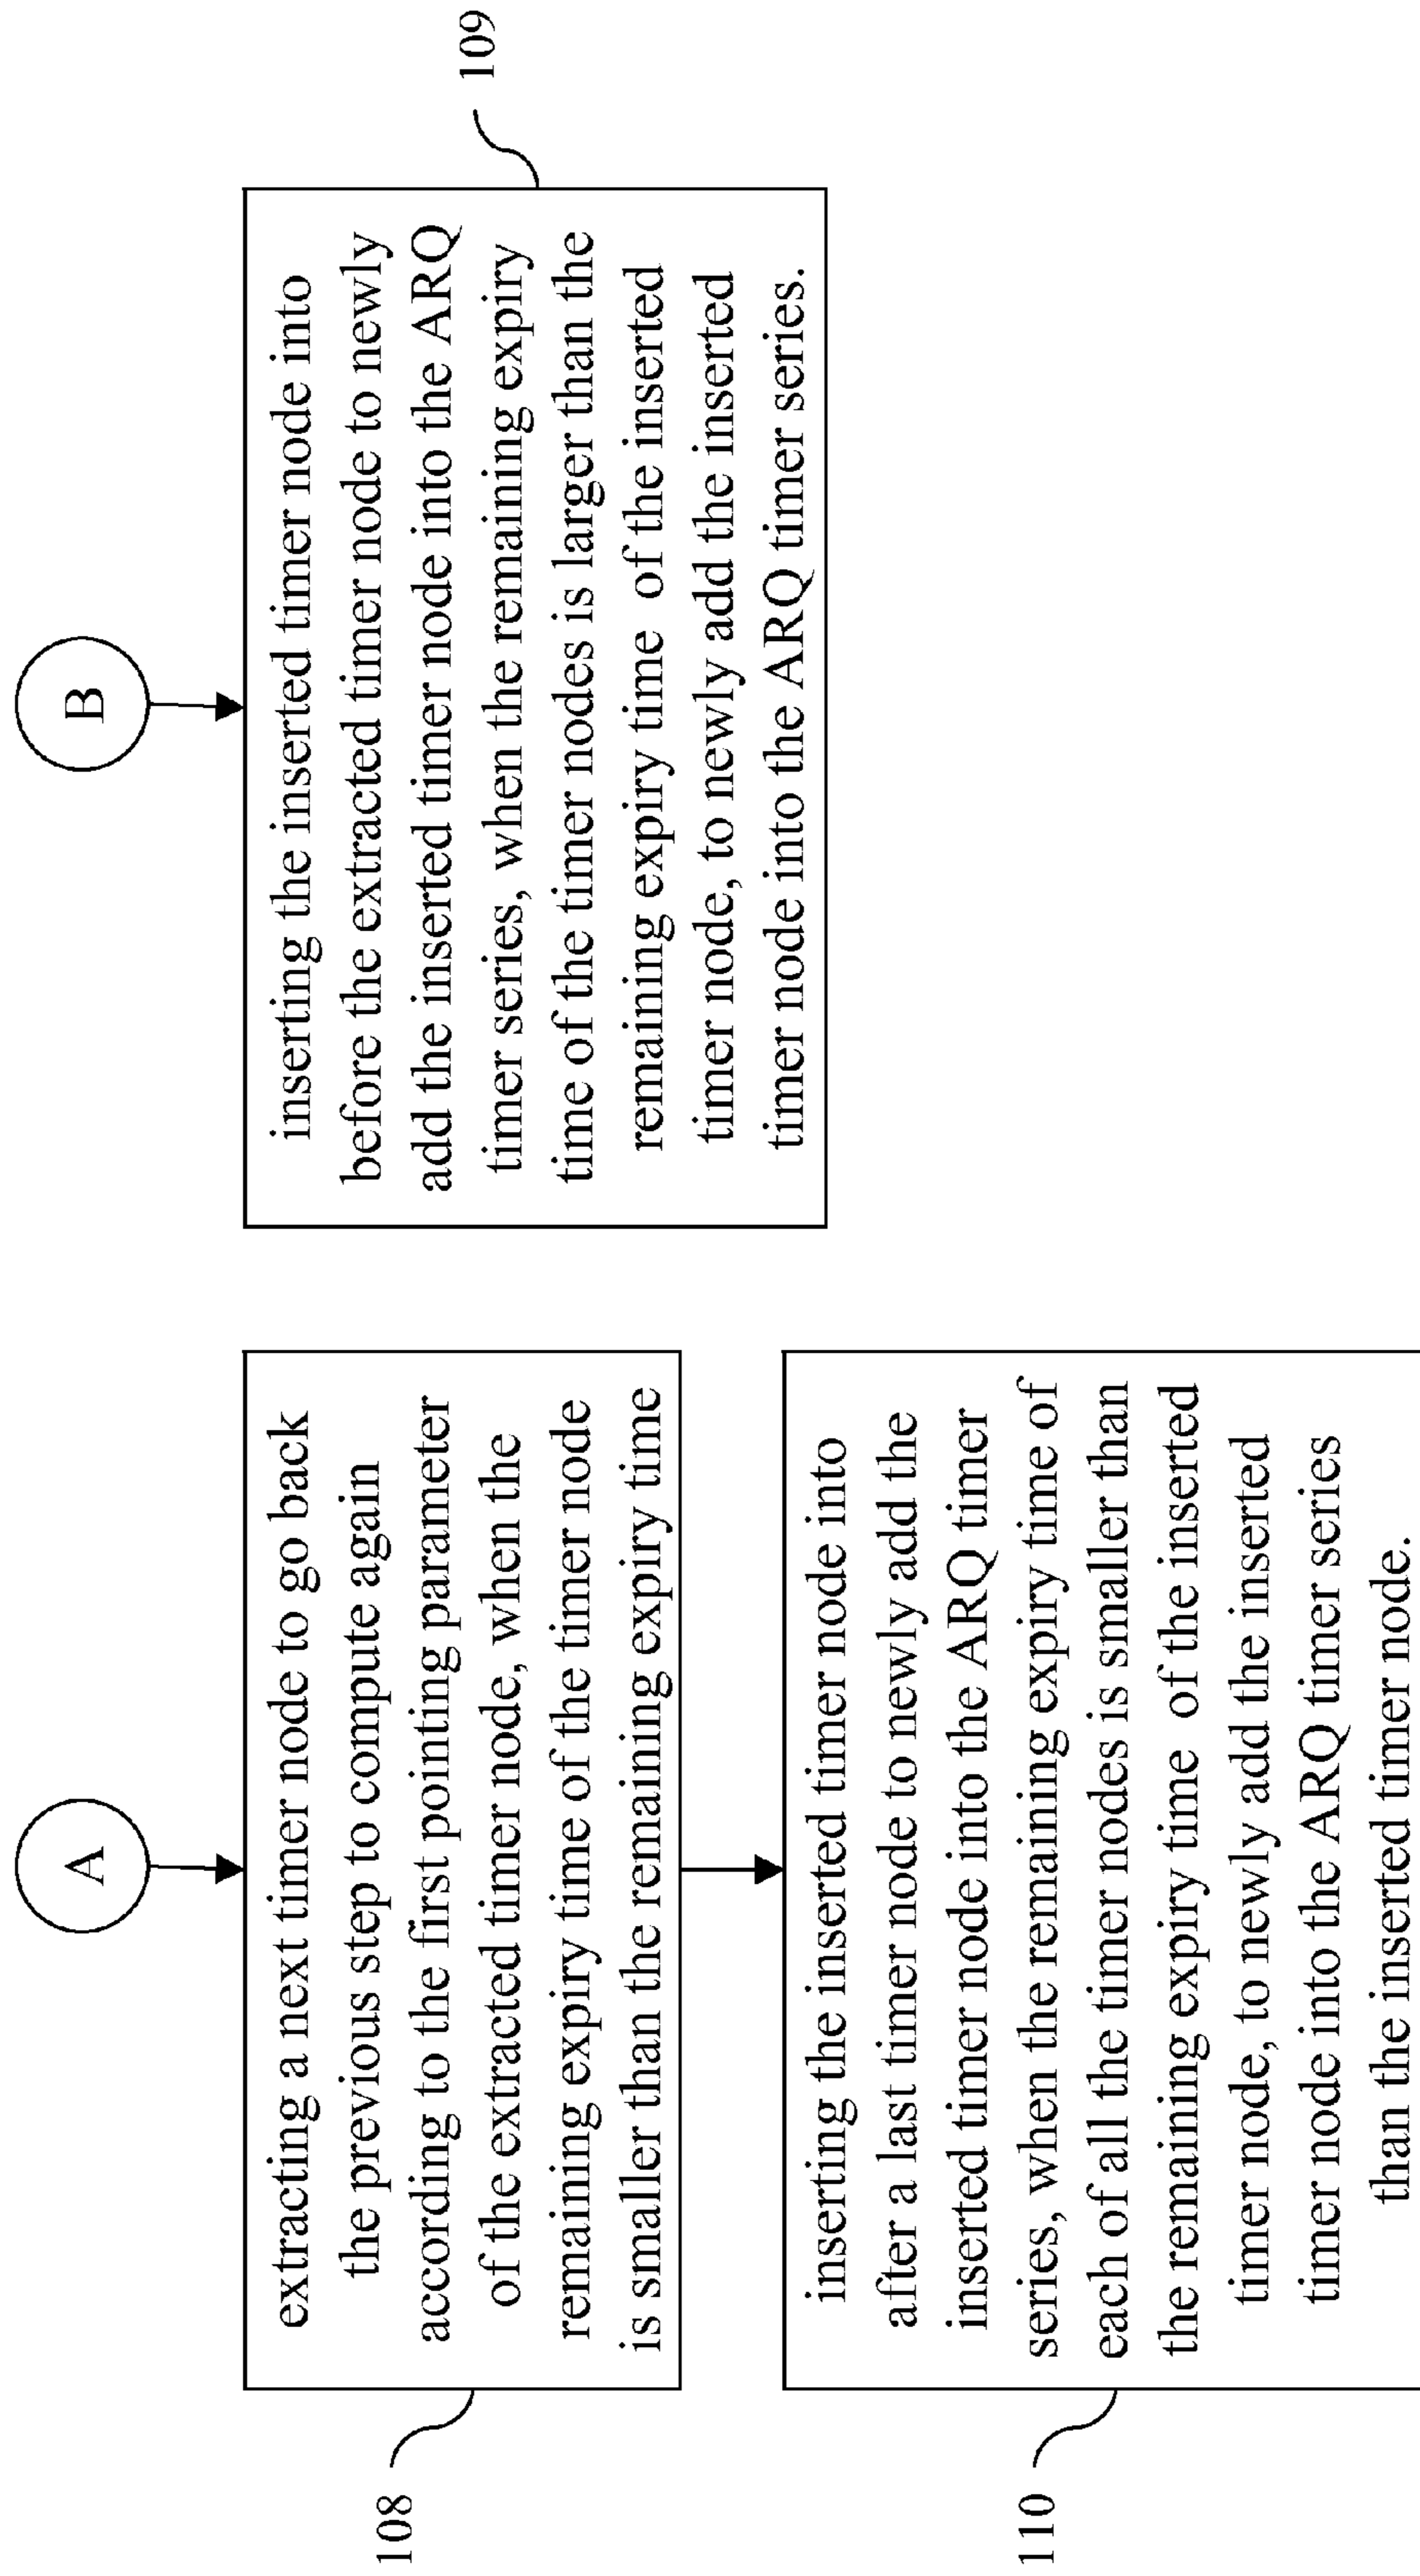 A
108
extracting a next timer node to go back
the previous step to compute again
according to the first pointing parameter
of the extracted timer node, when the
remaining expiry time of the timer node
is smaller than the remaining expiry time
110
inserting the inserted timer node into
after a last timer node to newly add the
inserted timer node into the ARQ timer
series, when the remaining expiry time of
each of all the timer nodes is smaller than
the remaining expiry time of the inserted
timer node, to newly add the inserted
timer node into the ARQ timer series
than the inserted timer node.
B
109
inserting the inserted timer node into
before the extracted timer node to newly
add the inserted timer node into the ARQ
timer series, when the remaining expiry
time of the timer nodes is larger than the
remaining expiry time of the inserted
timer node, to newly add the inserted
timer node into the ARQ timer series.